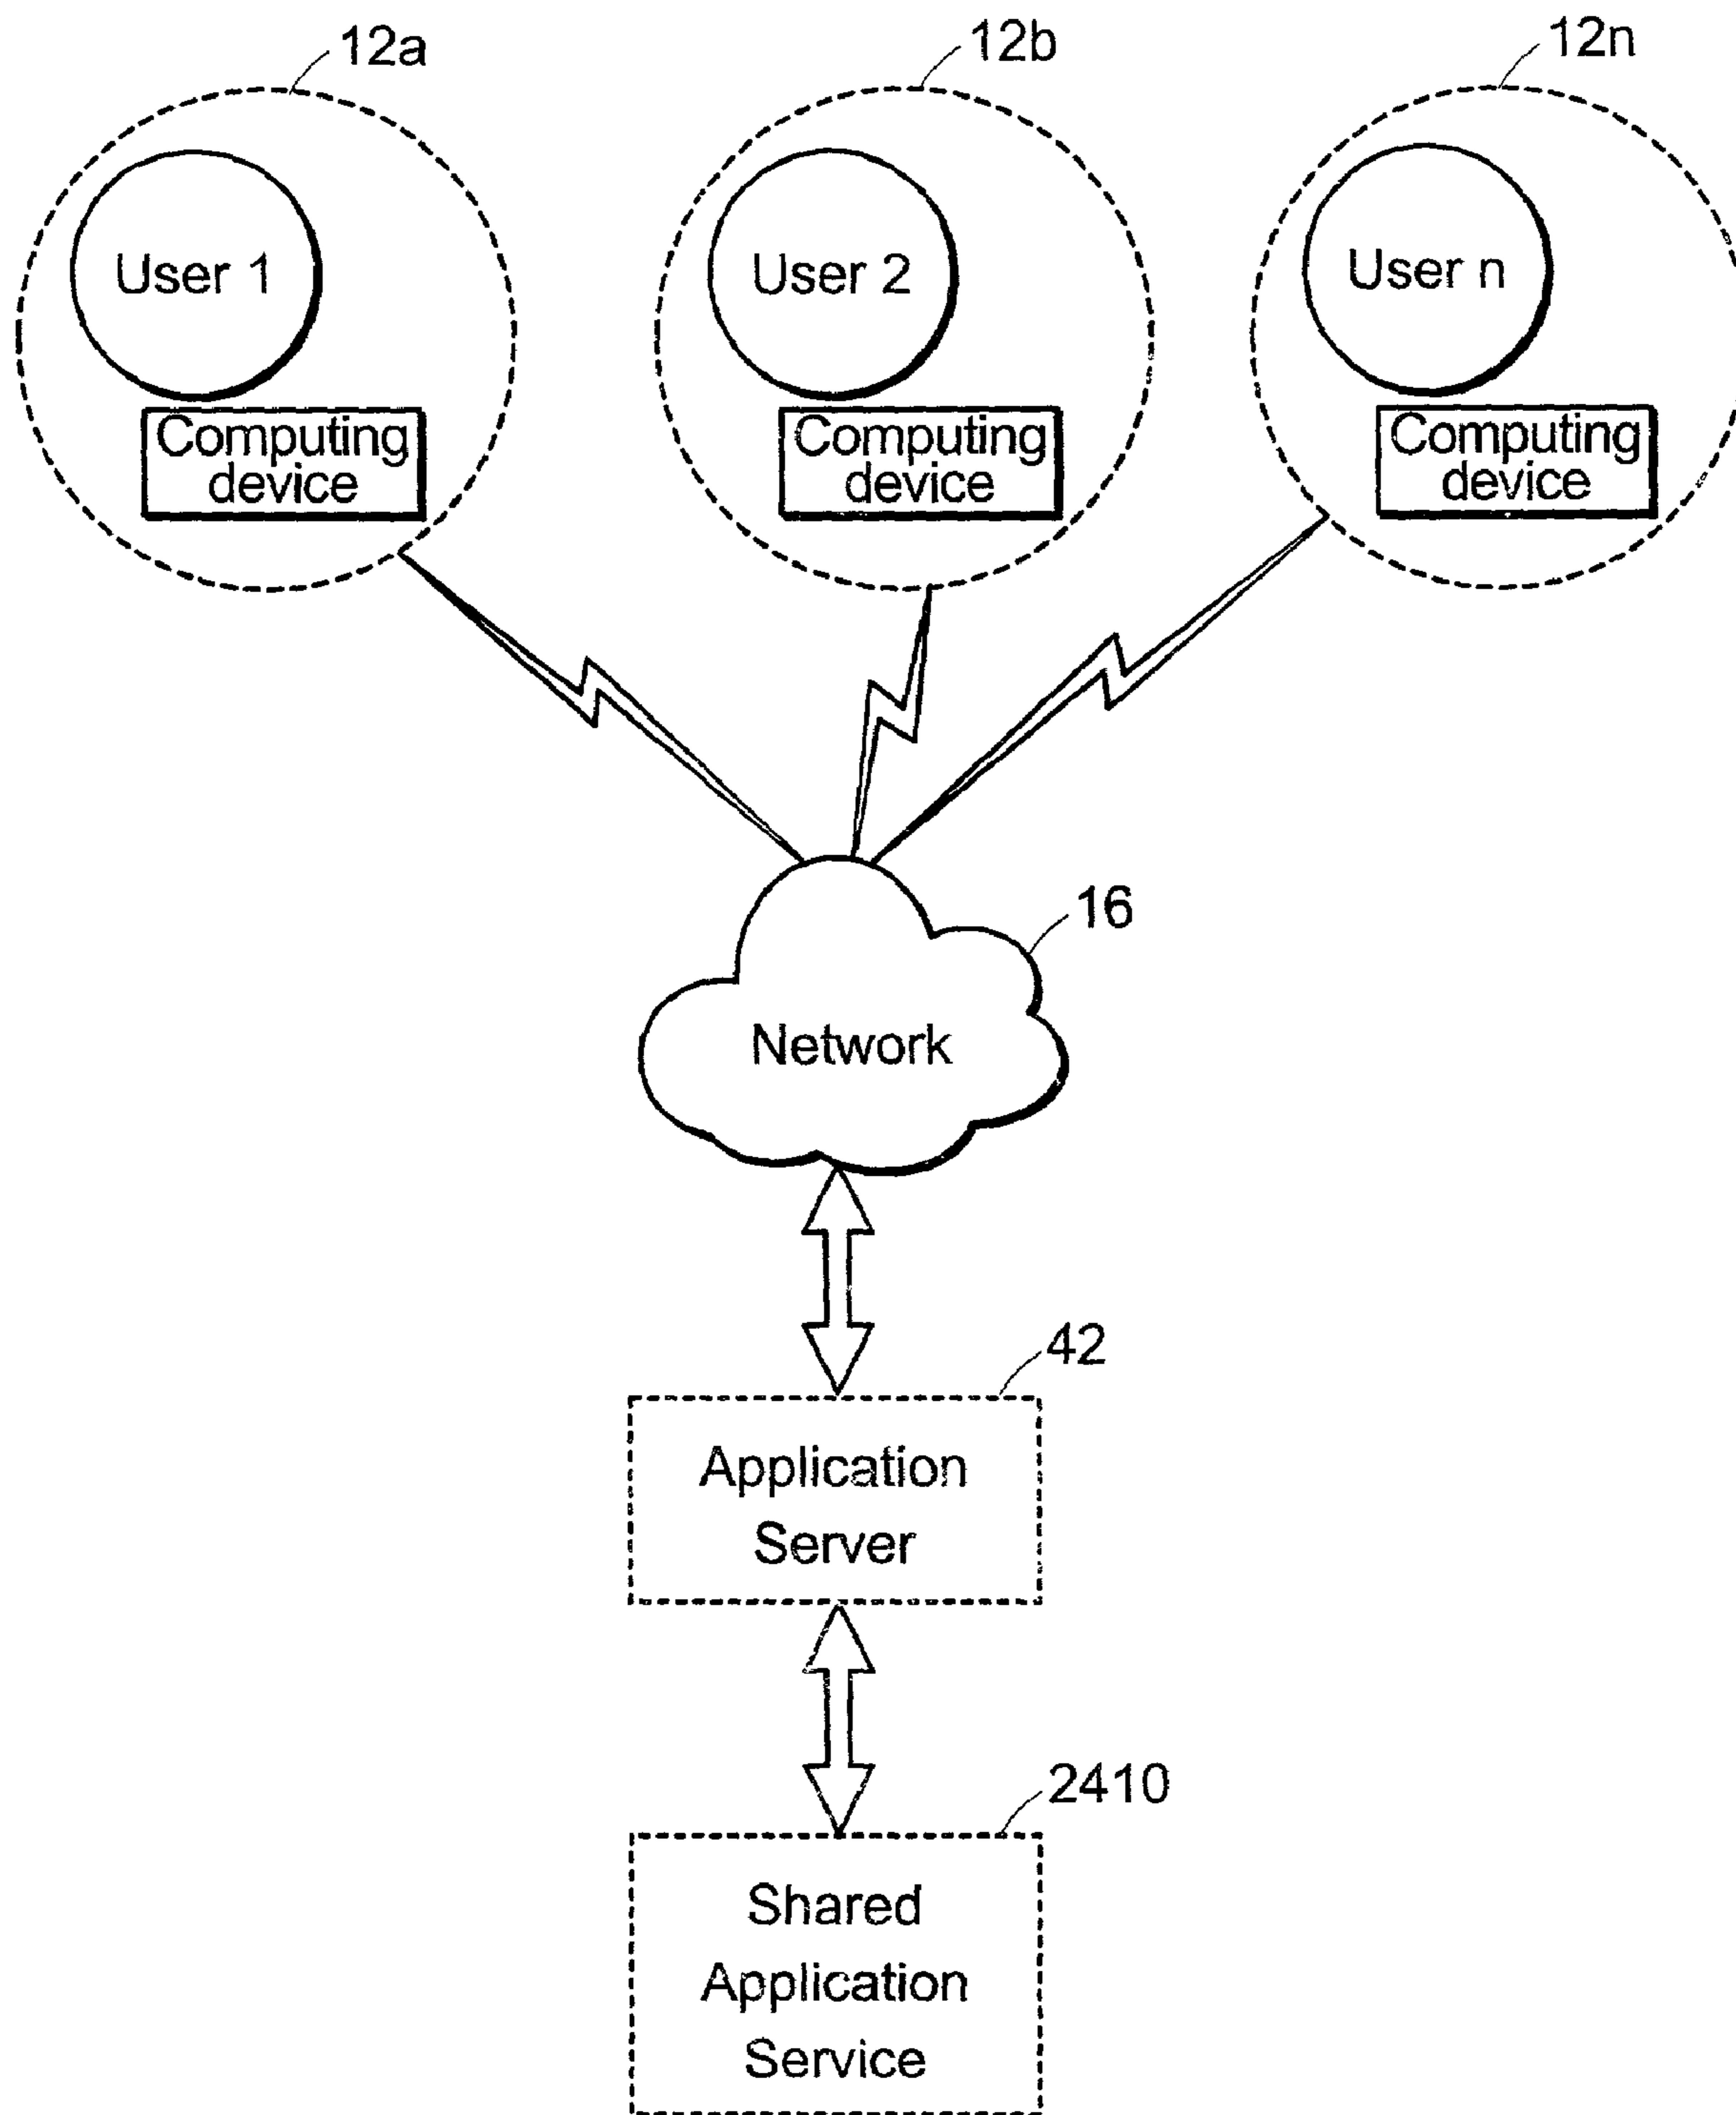 12a
12b
12n
User 1
User 2
User n
Computing
device
Computing
device
Computing
device
16
Network
42
Application
Server
2410
Shared
Application
Service